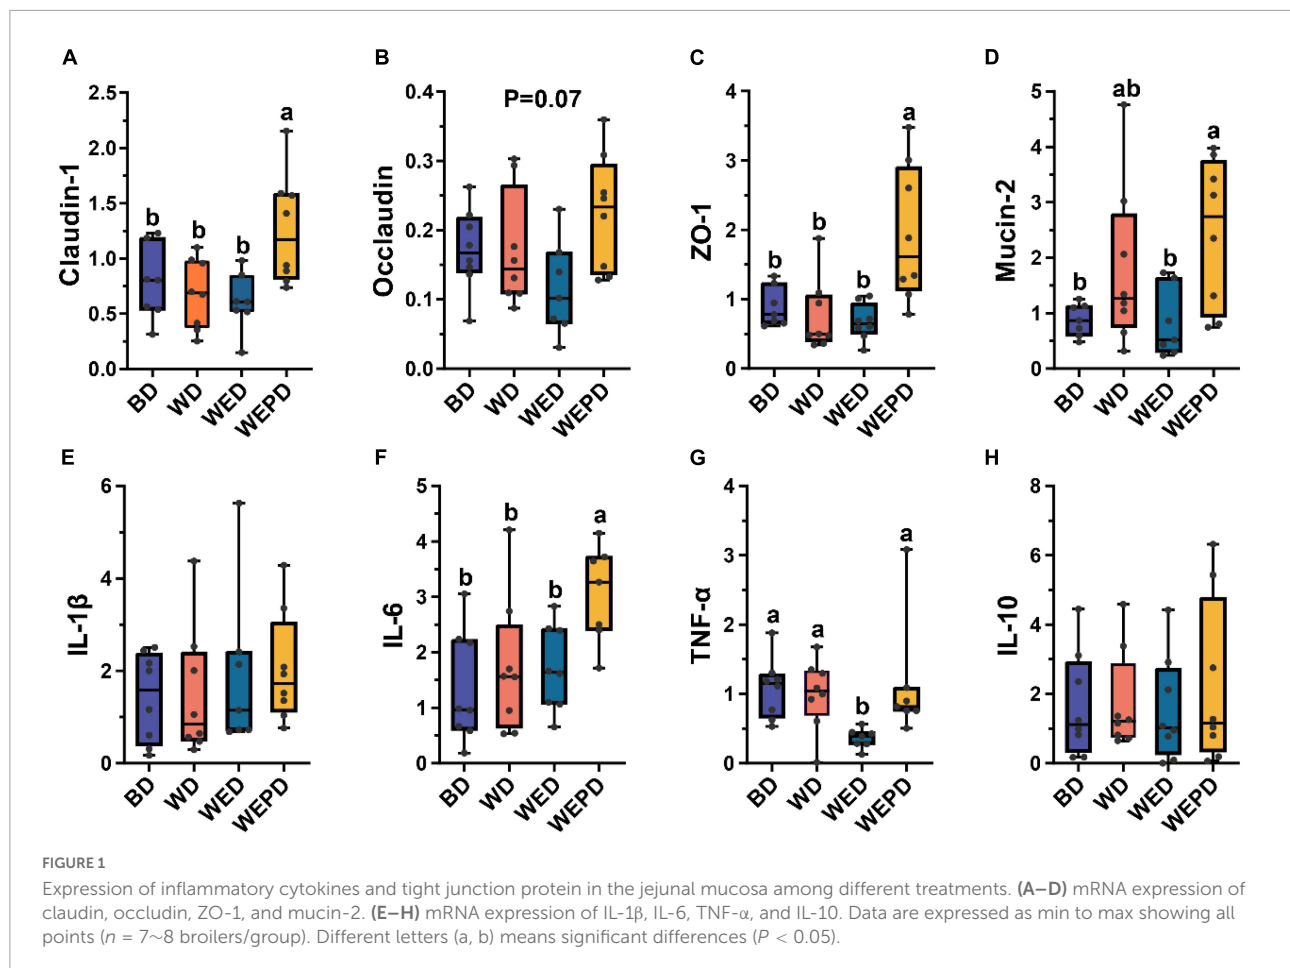 A
B
C
D
Claudin-1
2.5
2.0
1.5
1.0
0.5
0.0
b
b
b
a
BD
WD
WED
WEPD
Occlaudin
0.4
0.3
0.2
0.1
0.0
P=0.07
BD
WD
WED
WEPD
ZO-1
4
3
2
1
0
b
b
b
a
BD
WD
WED
WEPD
Mucin-2
5
4
3
2
1
0
b
ab
b
a
BD
WD
WED
WEPD
E
F
G
H
IL-1β
6
4
2
0
BD
WD
WED
WEPD
IL-6
5
4
3
2
1
0
b
b
b
a
BD
WD
WED
WEPD
TNF-α
4
3
2
1
0
a
a
b
a
BD
WD
WED
WEPD
IL-10
8
6
4
2
0
BD
WD
WED
WEPD
FIGURE 1
Expression of inflammatory cytokines and tight junction protein in the jejunal mucosa among different treatments. (A–D) mRNA expression of
claudin, occludin, ZO-1, and mucin-2. (E–H) mRNA expression of IL-1β, IL-6, TNF-α, and IL-10. Data are expressed as min to max showing all
points (n = 7~8 broilers/group). Different letters (a, b) means significant differences (P < 0.05).